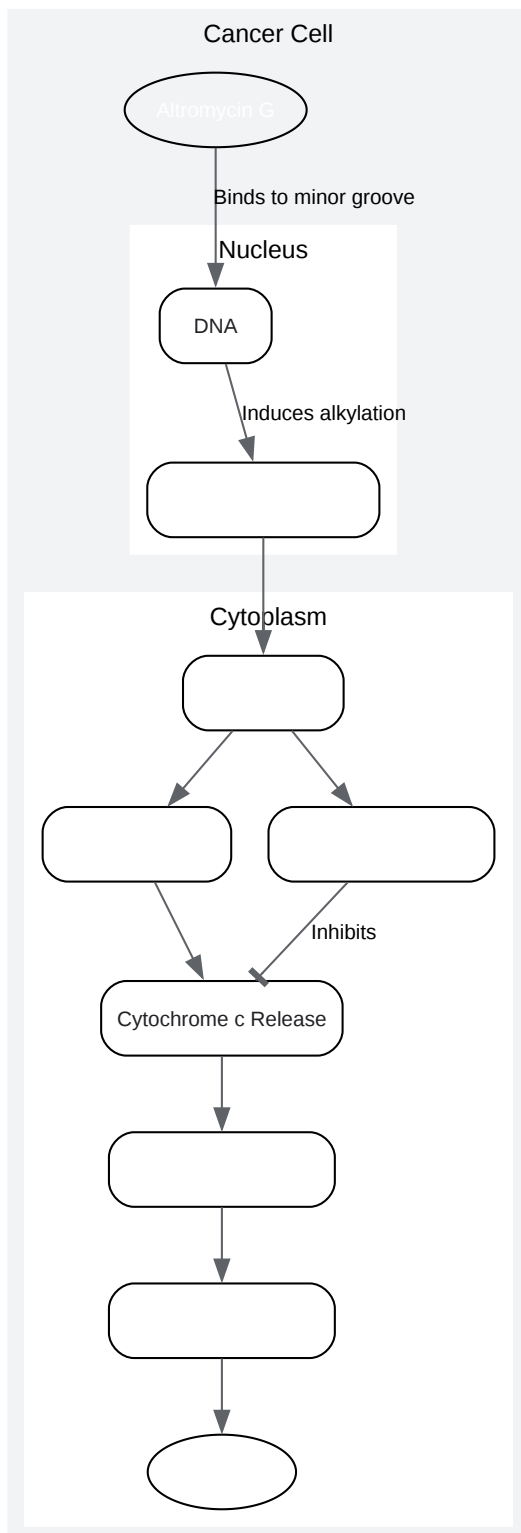 Cancer Cell
Altromycin G
Binds to minor groove
Nucleus
DNA
Induces alkylation
Cytoplasm
Inhibits
Cytochrome c Release